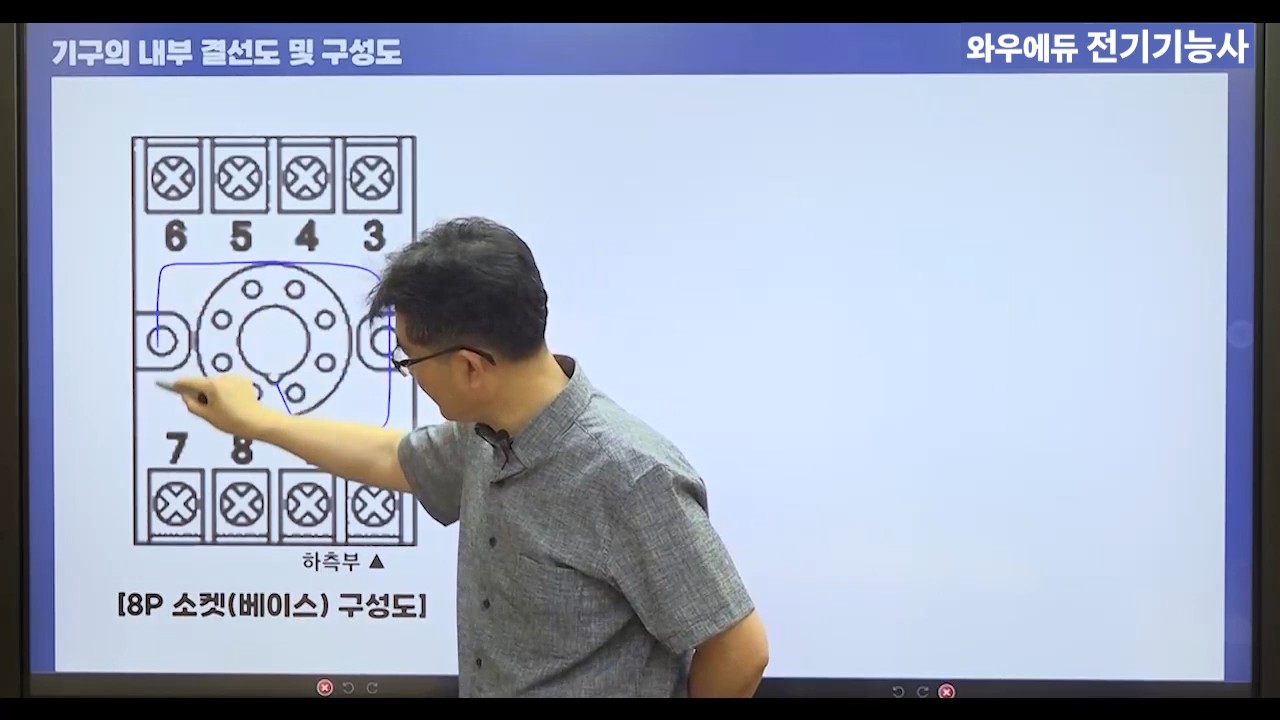 기구의 내부 결선도 및 구성도
와우에듀 전기기능사
6 5 4 3
7 8
하측부 ▲
[8P 소켓(베이스) 구성도]